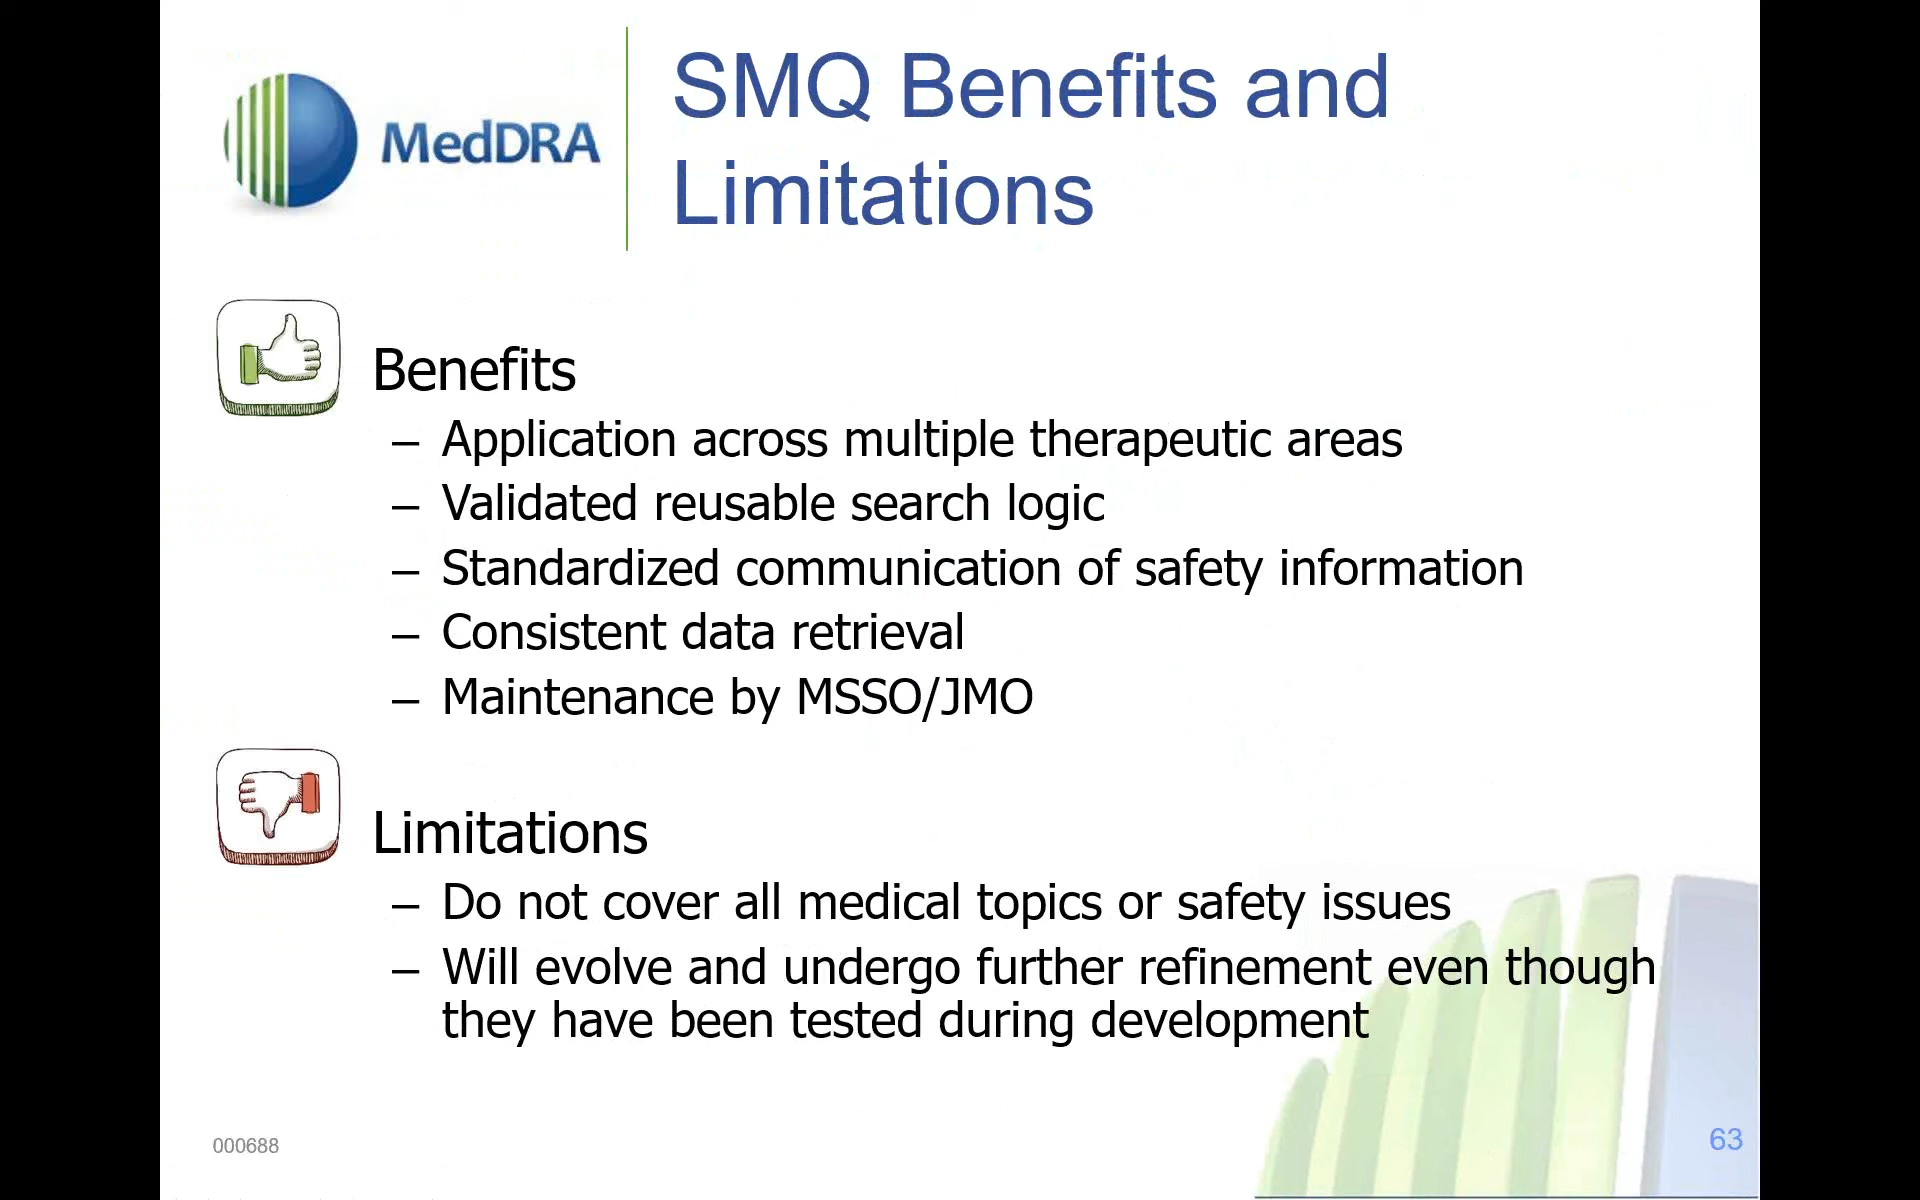 MedDRA
SMQ Benefits and
Limitations
Benefits
– Application across multiple therapeutic areas
– Validated reusable search logic
– Standardized communication of safety information
– Consistent data retrieval
– Maintenance by MSSO/JMO
Limitations
– Do not cover all medical topics or safety issues
– Will evolve and undergo further refinement even though
they have been tested during development
000688
63